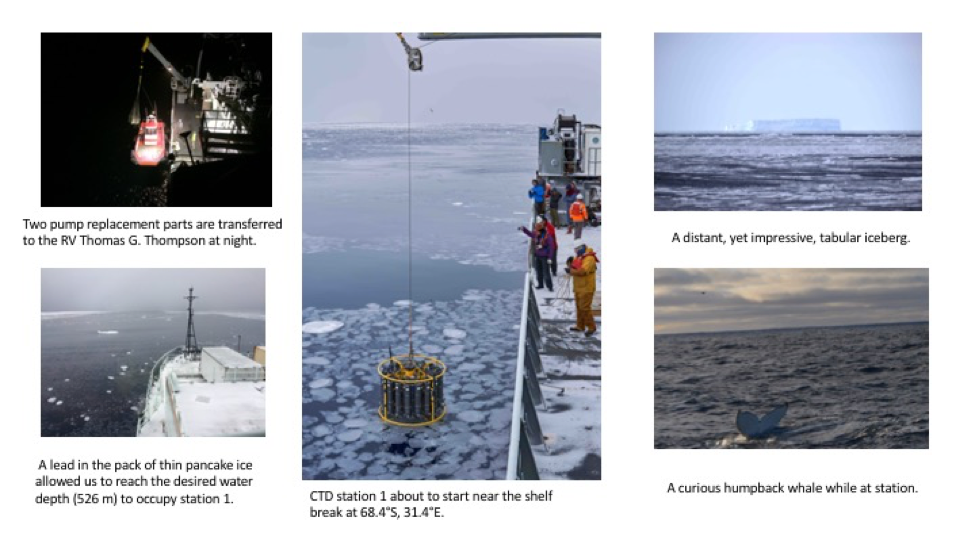 Two pump replacement parts are transferred
to the RV Thomas G. Thompson at night.
A lead in the pack of thin pancake ice
allowed us to reach the desired water
depth (526 m) to occupy station 1.
CTD station 1 about to start near the shelf
break at 68.4°S, 31.4°E.
A distant, yet impressive, tabular iceberg.
A curious humpback whale while at station.